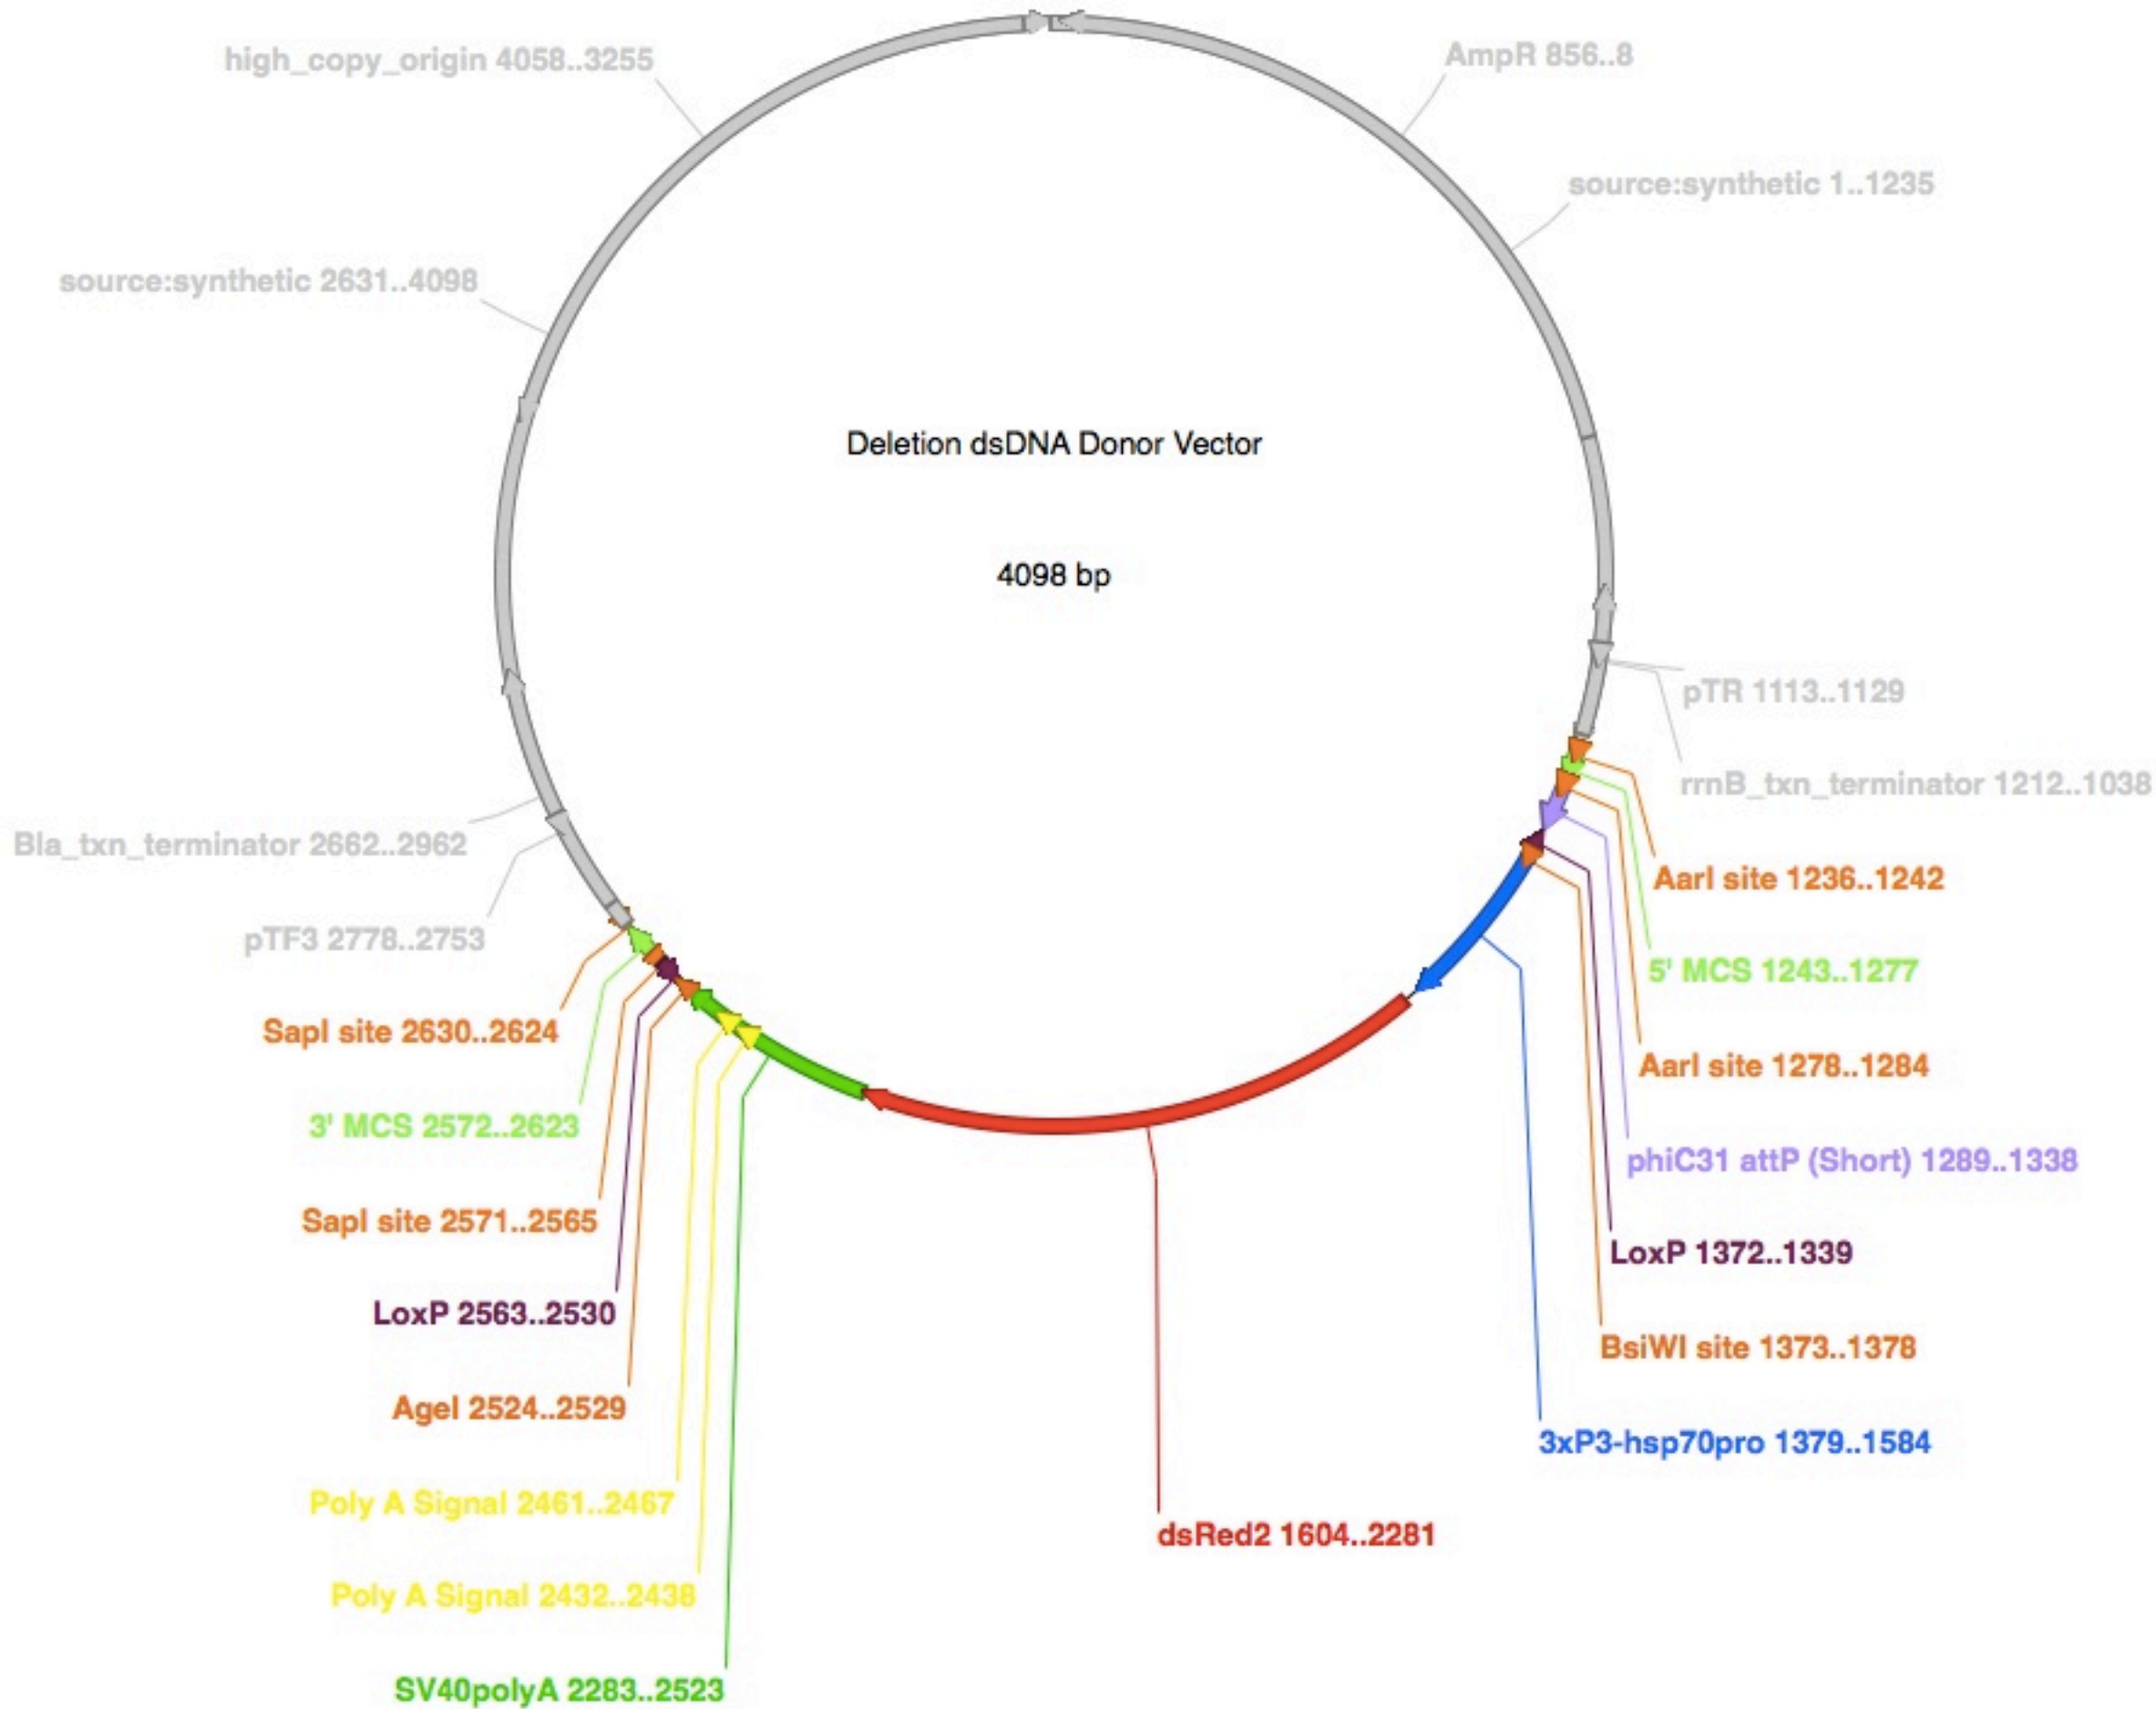 high_copy_origin 4058..3255
AmpR 856..8
source:synthetic 1..1235
source:synthetic 2631..4098
Deletion dsDNA Donor Vector
4098 bp
pTR 1113..1129
rrnB_txn_terminator 1212..1038
Bla_txn_terminator 2662..2962
AarI site 1236..1242
pTF3 2778..2753
5' MCS 1243..1277
SapI site 2630..2624
AarI site 1278..1284
3' MCS 2572..2623
phiC31 attP (Short) 1289..1338
SapI site 2571..2565
LoxP 1372..1339
LoxP 2563..2530
BsiWI site 1373..1378
AgeI 2524..2529
3xP3-hsp70pro 1379..1584
Poly A Signal 2461..2467
dsRed2 1604..2281
Poly A Signal 2432..2438
SV40polyA 2283..2523